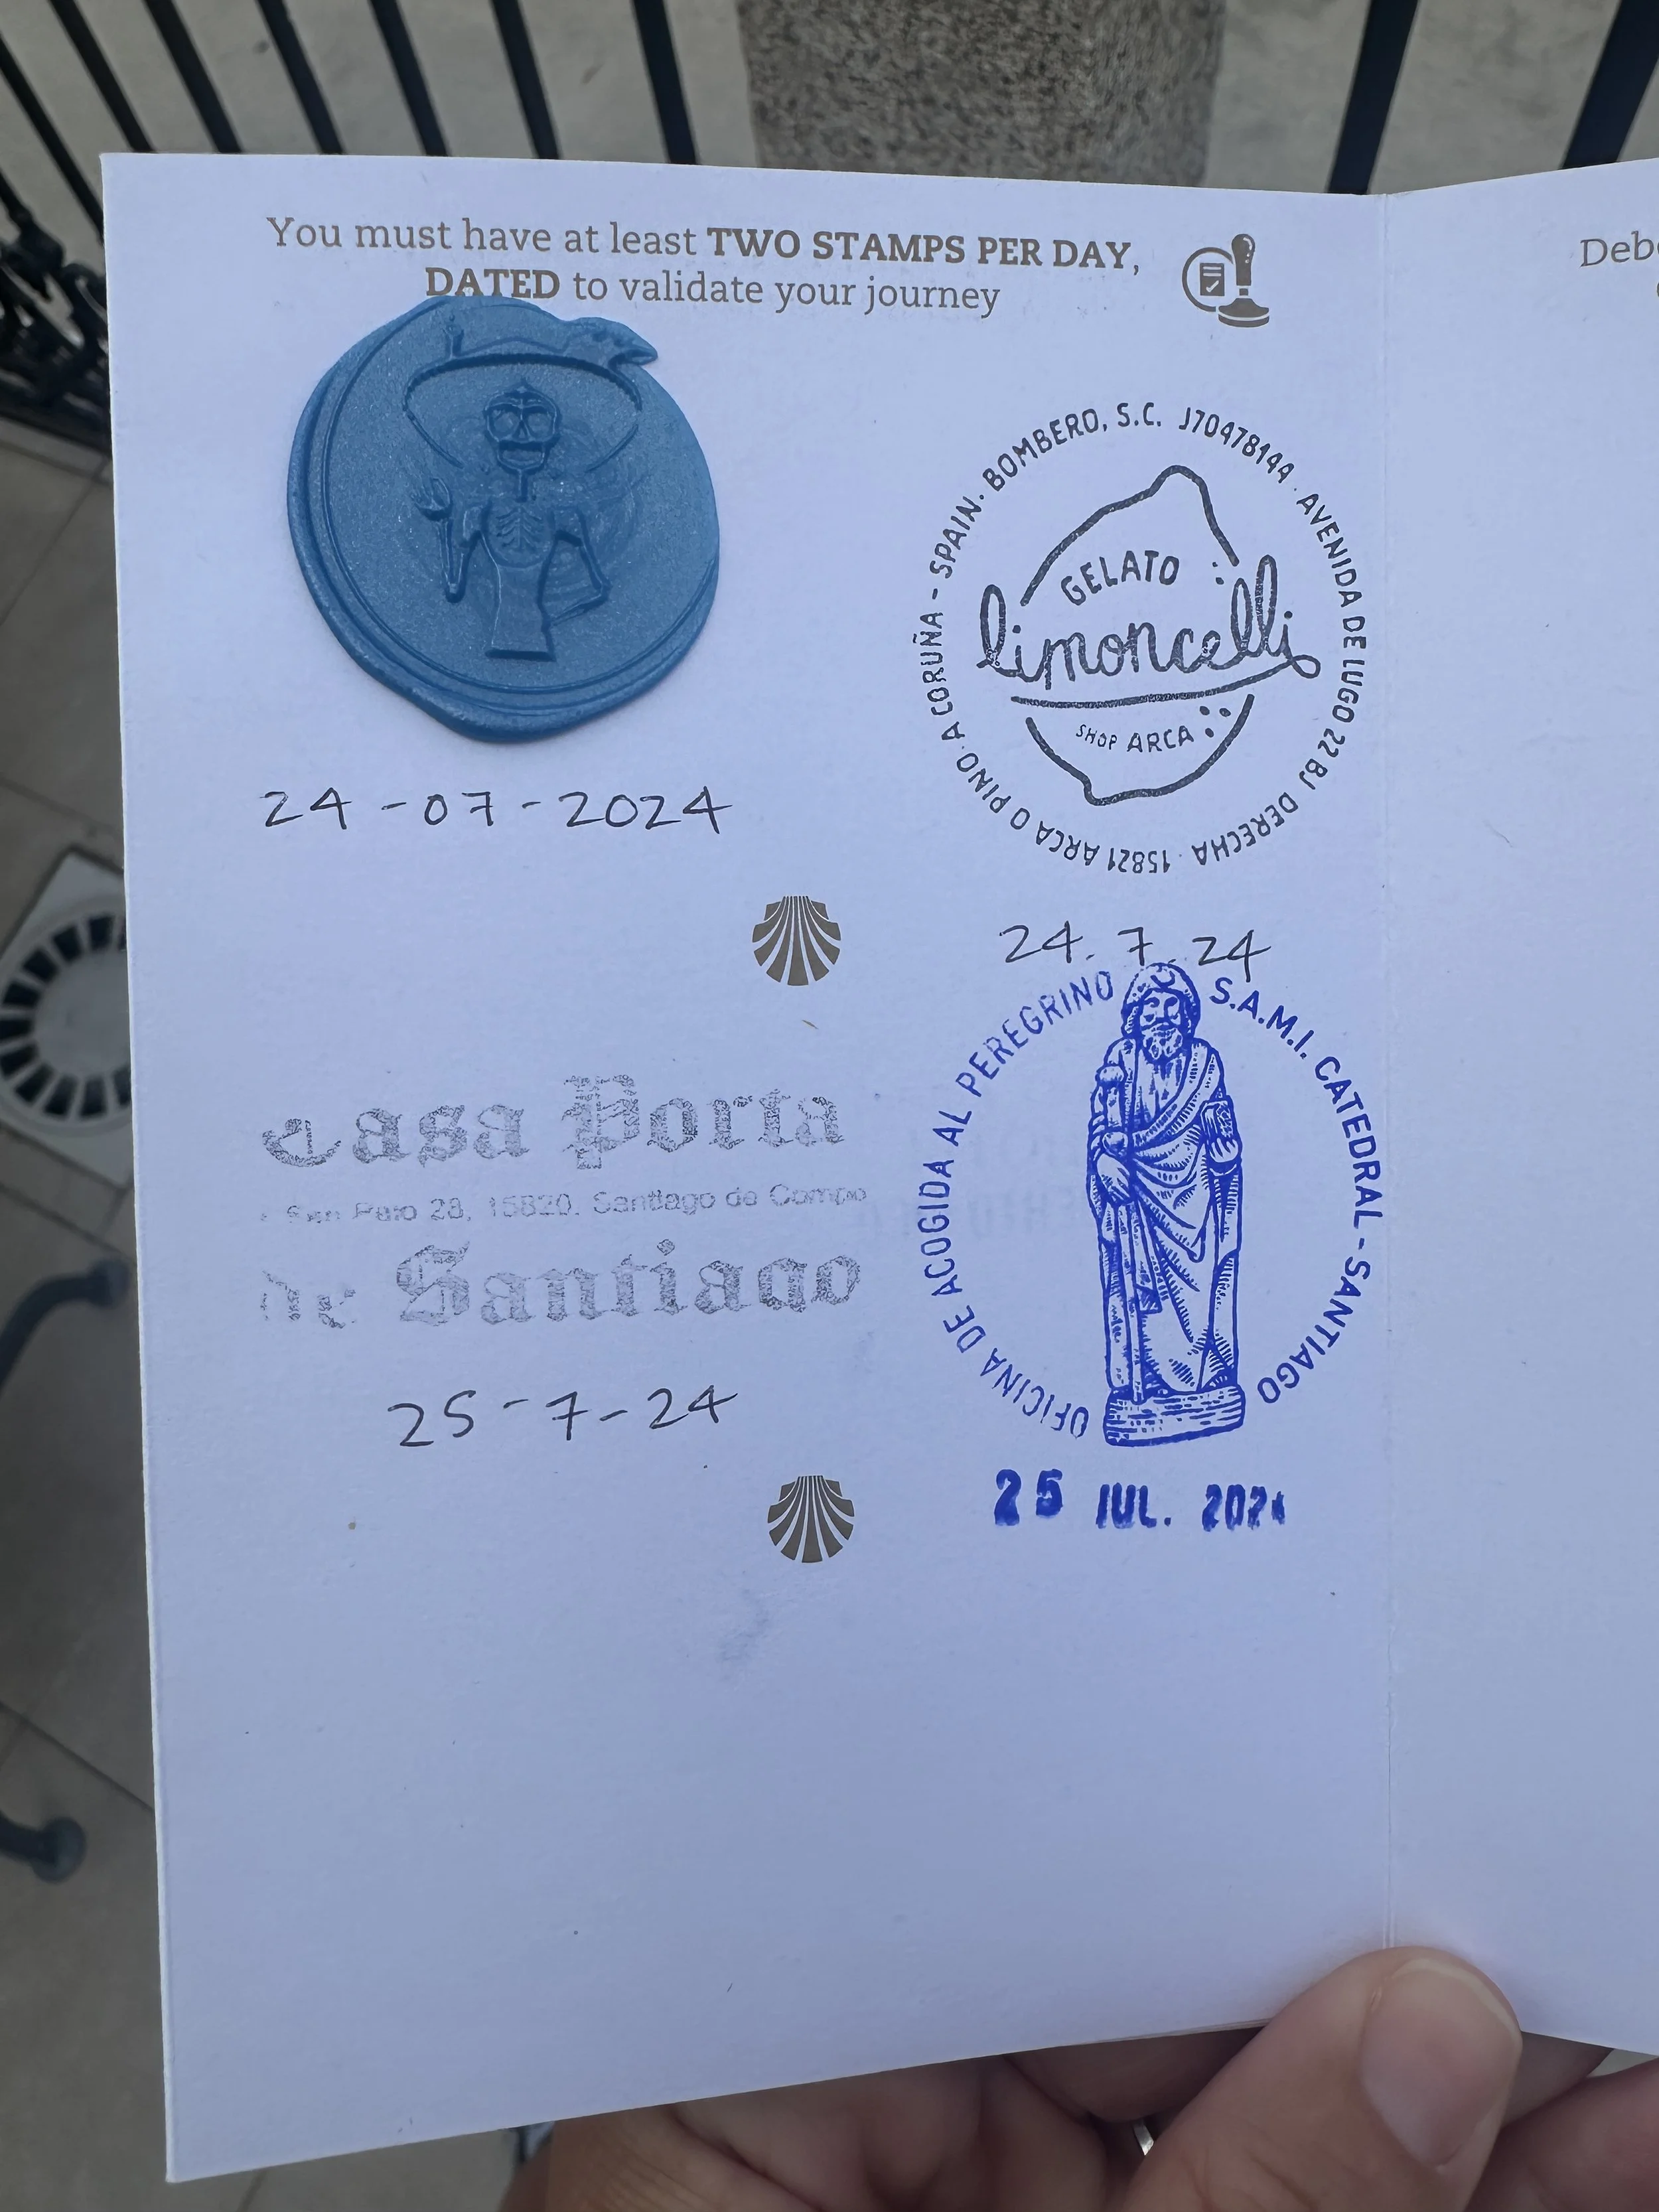 You must have at least TWO STAMPS PER DAY,
DATED to validate your journey
24-07-2024
BOMBERO, S.C. J70478144 · AVENIDA DE LUGO 22 BJ DERECHA · 15821 ARCA O PINO · A CORUÑA - SPAIN ·
GELATO
limoncelli
SHOP ARCA
24.7.24
Casa Porta
San Paio 28, 15820. Santiago de Compo
de Santiago
25-7-24
OFICINA DE ACOGIDA AL PEREGRINO
S.A.M.I. CATEDRAL - SANTIAGO
25 JUL. 2024
Deb